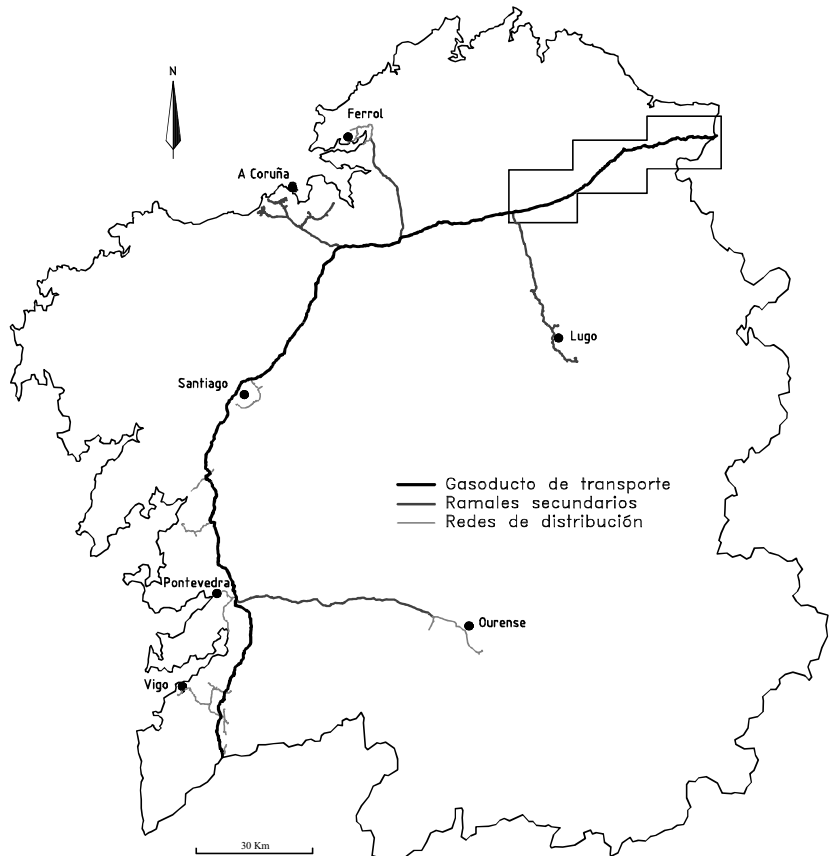 N
Ferrol
A Coruña
Lugo
Santiago
Gasoducto de transporte
Ramales secundarios
Redes de distribución
Pontevedra
Ourense
Vigo
30 Km